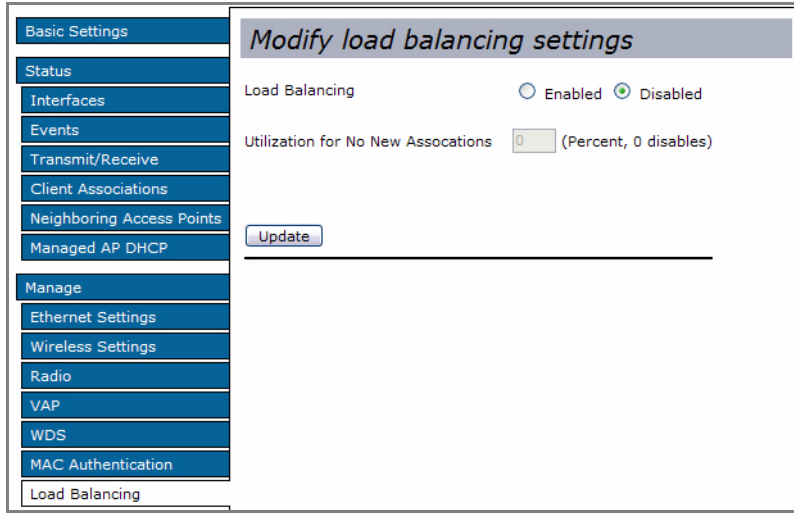 Basic Settings
Status
Interfaces
Events
Transmit/Receive
Client Associations
Neighboring Access Points
Managed AP DHCP
Manage
Ethernet Settings
Wireless Settings
Radio
VAP
WDS
MAC Authentication
Load Balancing
Modify load balancing settings
Load Balancing Enabled Disabled
Utilization for No New Assocations 0 (Percent, 0 disables)
Update